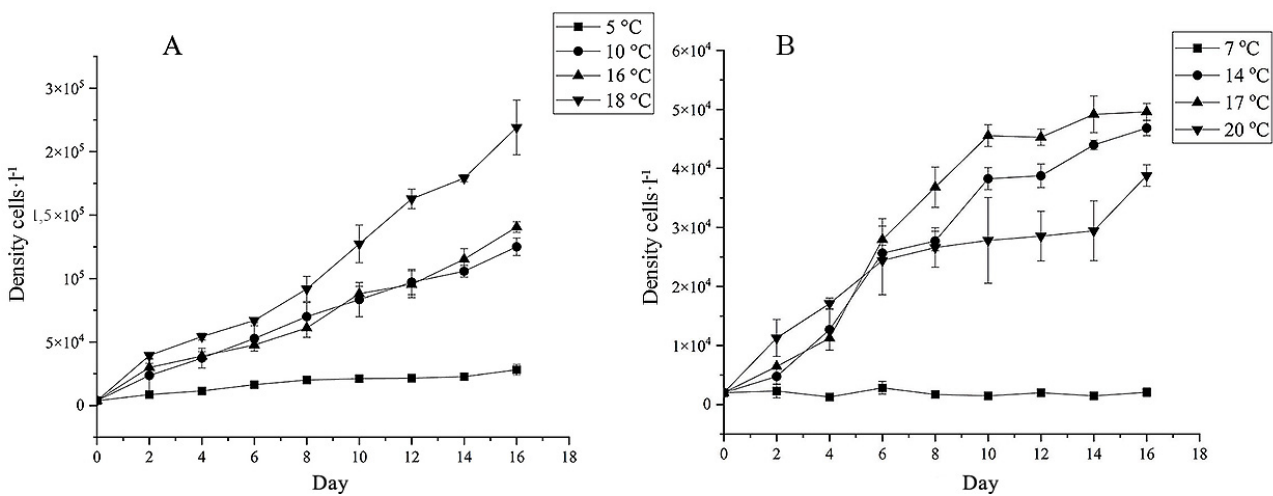 A
5 ºC
10 ºC
16 ºC
18 ºC
Density cells·l⁻¹
3×10⁵
2×10⁵
1,5×10⁵
10⁵
5×10⁴
0
0 2 4 6 8 10 12 14 16 18
Day
B
7 ºC
14 ºC
17 ºC
20 ºC
Density cells·l⁻¹
6×10⁴
5×10⁴
4×10⁴
3×10⁴
2×10⁴
1×10⁴
0
0 2 4 6 8 10 12 14 16 18
Day